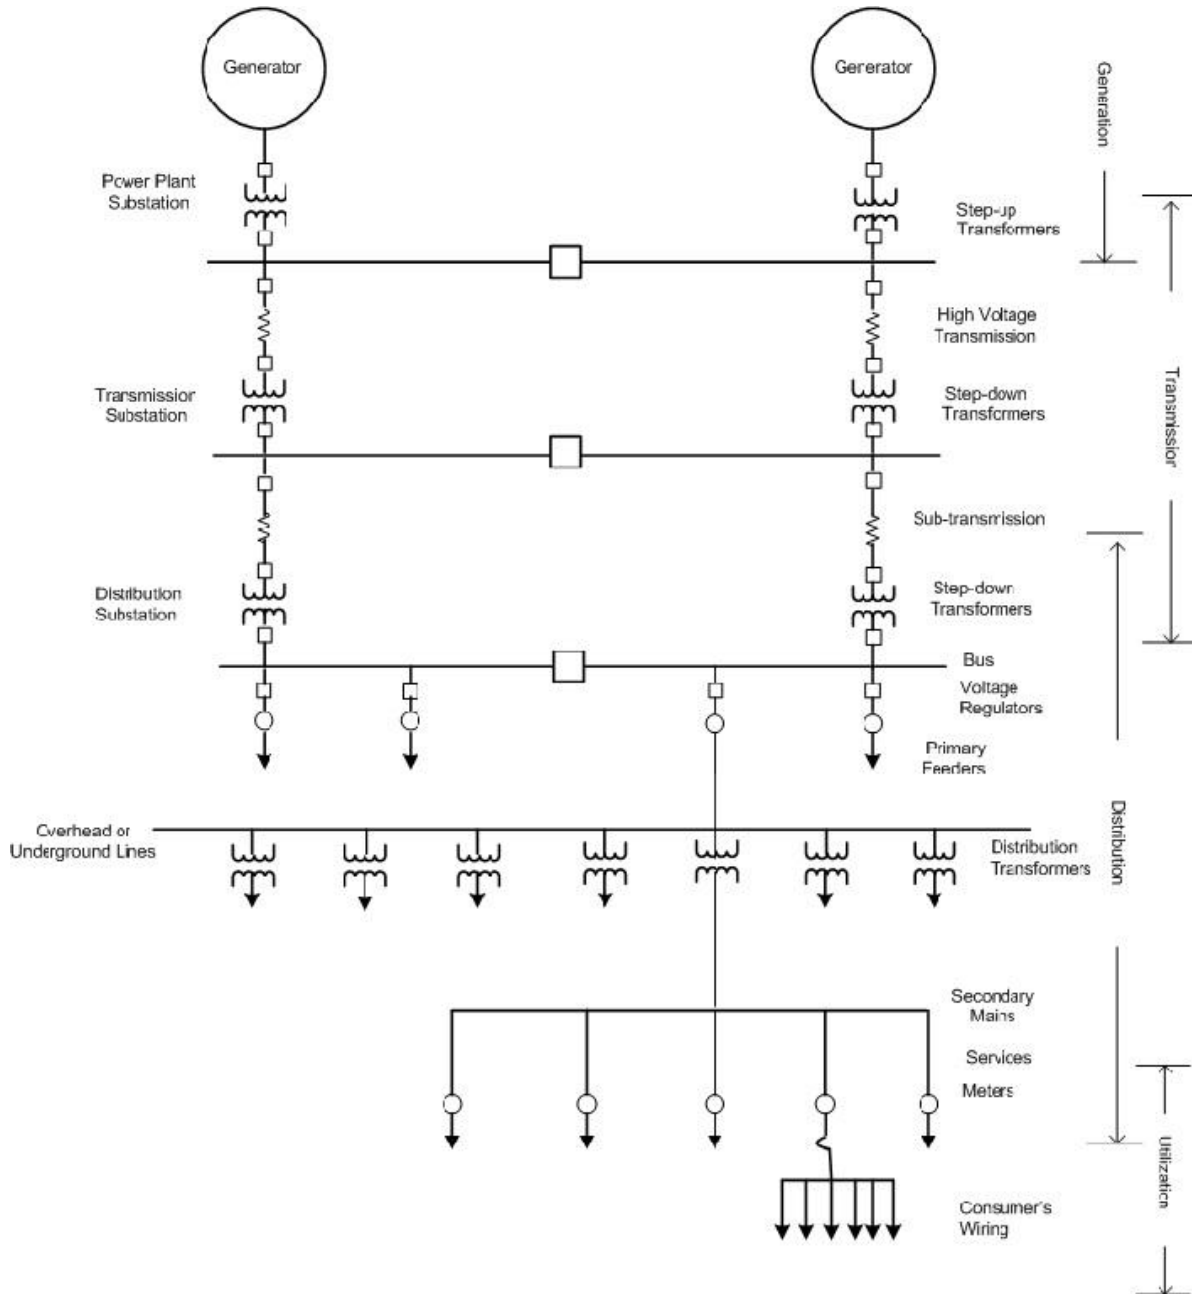 Generator
Generator
Generation
Power Plant
Substation
Step-up
Transformers
High Voltage
Transmission
Transmission
Substation
Step-down
Transformers
Transmission
Sub-transmission
Distribution
Substation
Step-down
Transformers
Bus
Voltage
Regulators
Primary
Feeders
Overhead or
Underground Lines
Distribution
Transformers
Distribution
Secondary
Mains
Services
Meters
Utilization
Consumer's
Wiring